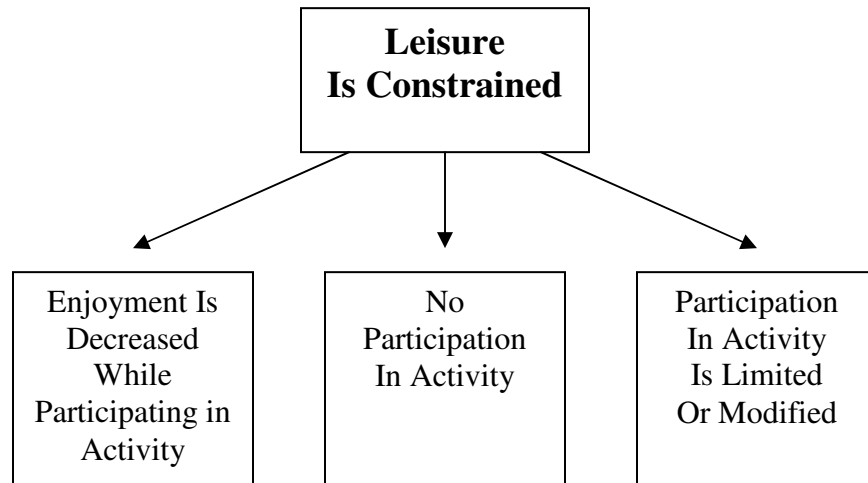 Leisure
Is Constrained
Enjoyment Is
Decreased
While
Participating in
Activity
No
Participation
In Activity
Participation
In Activity
Is Limited
Or Modified